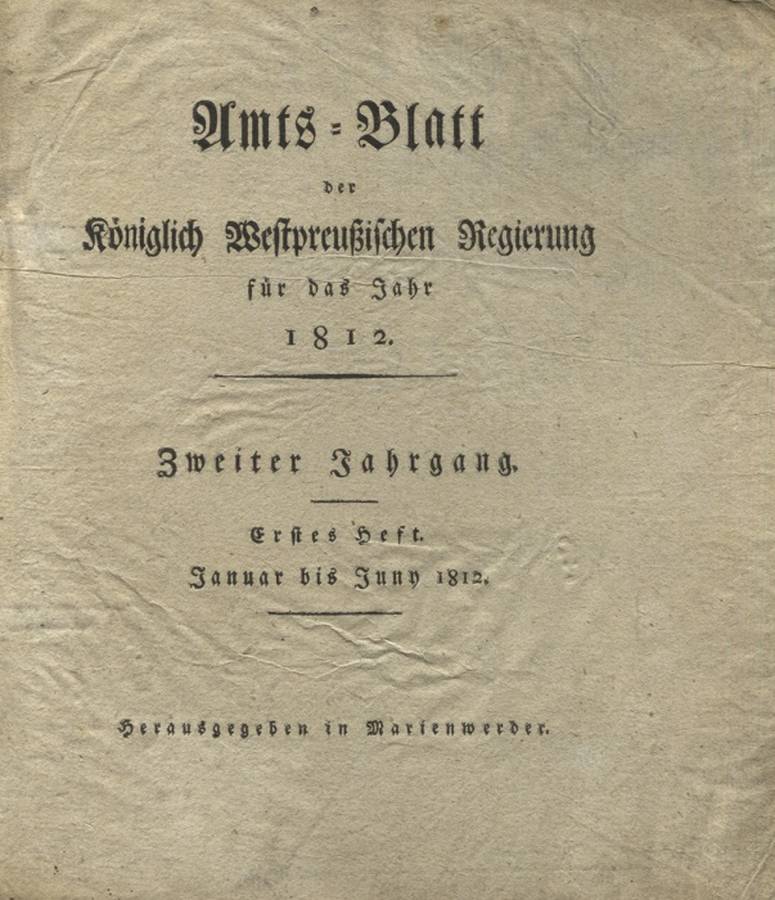 Amts-Blatt
der
Königlich Westpreußischen Regierung
für das Jahr
1812.
Zweiter Jahrgang.
Erstes Heft.
Januar bis Juny 1812.
Herausgegeben in Marienwerder.